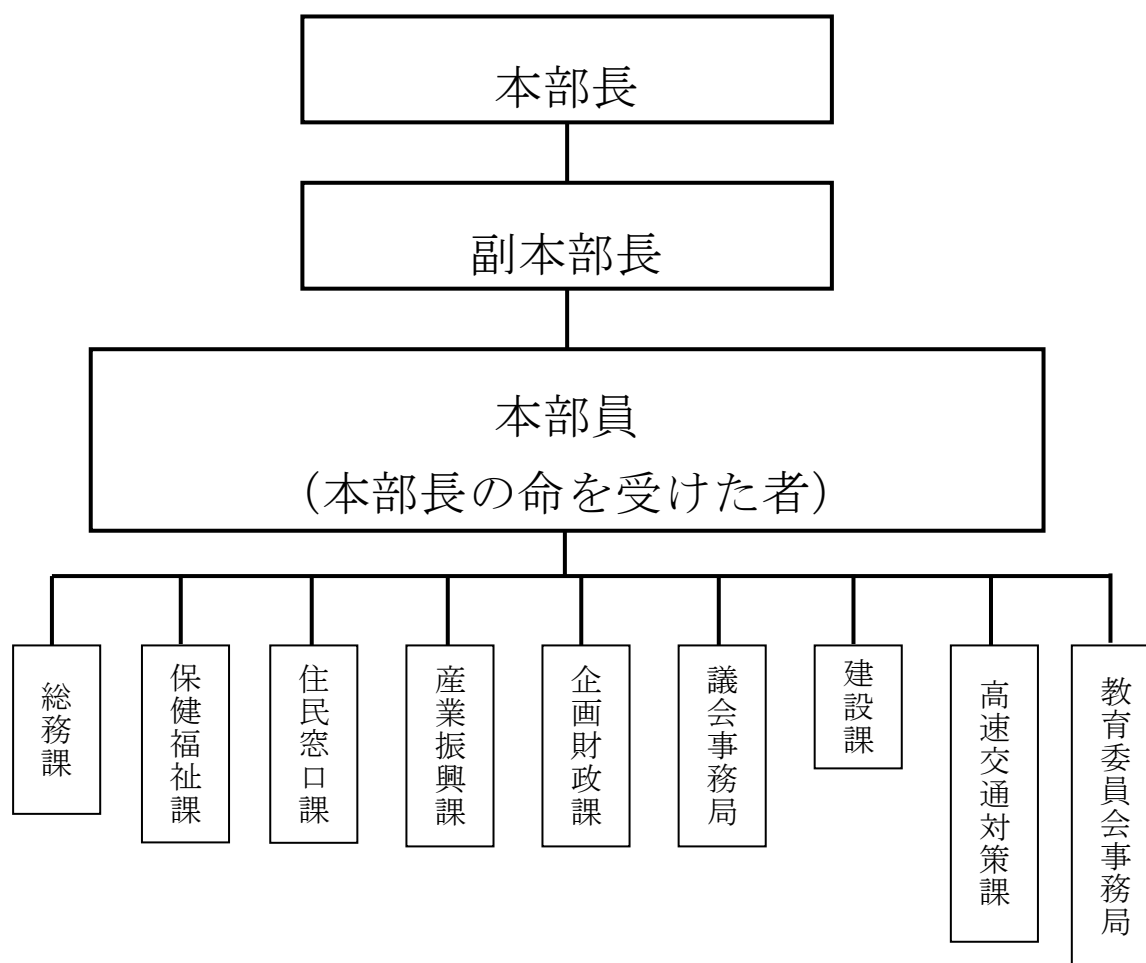 本部長
副本部長
本部員
（本部長の命を受けた者）
総務課
保健福祉課
住民窓口課
産業振興課
企画財政課
議会事務局
建設課
高速交通対策課
教育委員会事務局